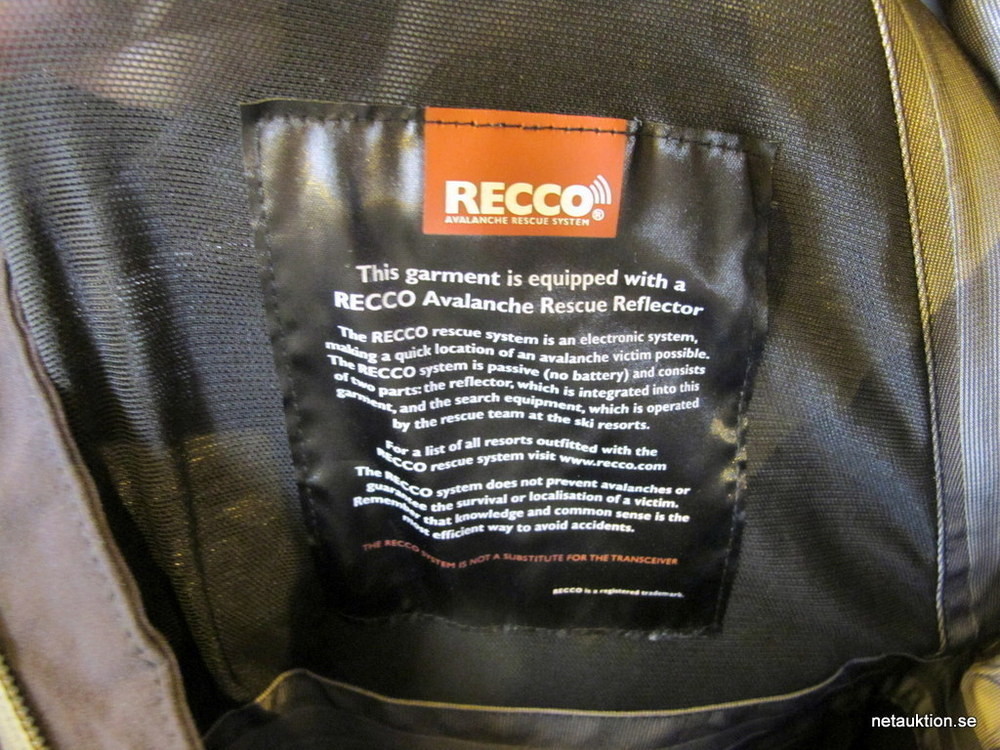 RECCO®
AVALANCHE RESCUE SYSTEM
This garment is equipped with a
RECCO Avalanche Rescue Reflector
The RECCO rescue system is an electronic system,
making a quick location of an avalanche victim possible.
The RECCO system is passive (no battery) and consists
of two parts: the reflector, which is integrated into this
garment, and the search equipment, which is operated
by the rescue team at the ski resorts.
For a list of all resorts outfitted with the
RECCO rescue system visit www.recco.com
The RECCO system does not prevent avalanches or
guarantee the survival or localisation of a victim.
Remember that knowledge and common sense is the
most efficient way to avoid accidents.
THE RECCO SYSTEM IS NOT A SUBSTITUTE FOR THE TRANSCEIVER
RECCO is a registered trademark.
netauktion.se